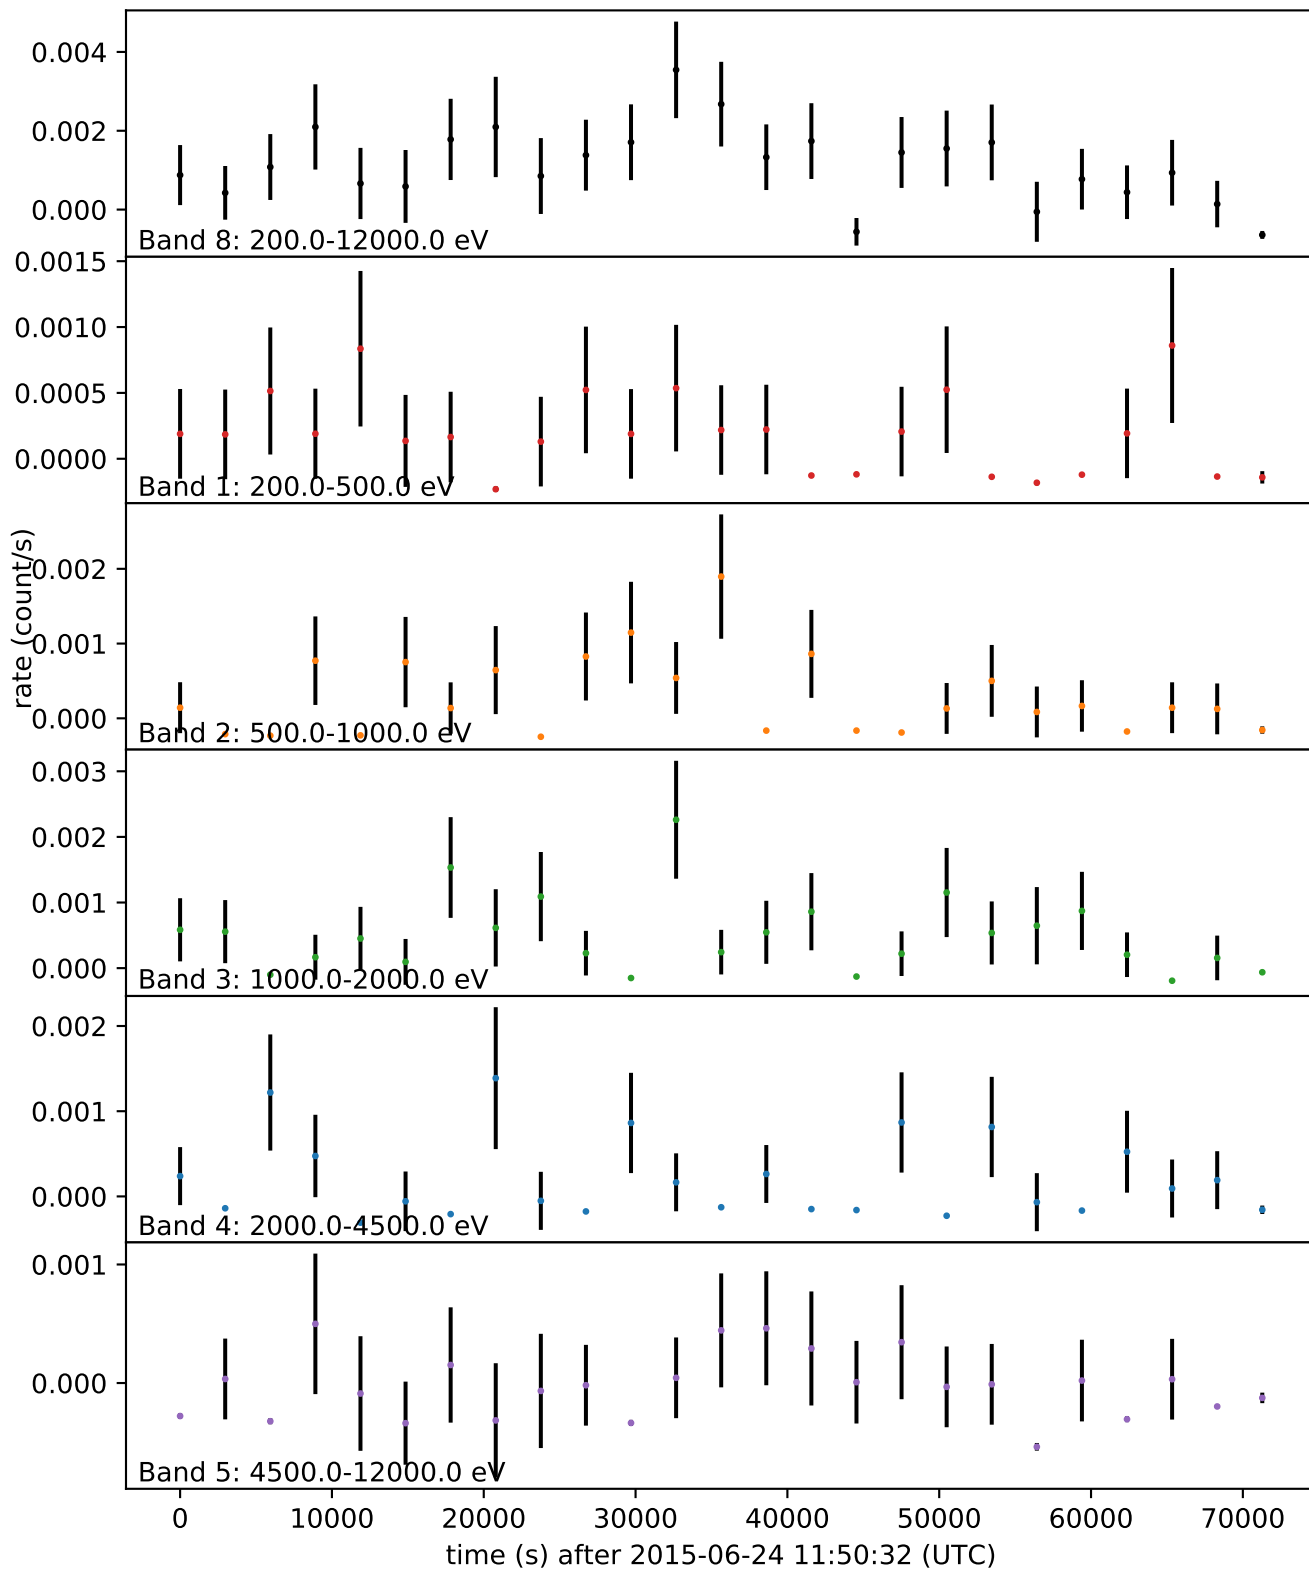 0.004
0.002
0.000
Band 8: 200.0-12000.0 eV
0.0015
0.0010
0.0005
0.0000
Band 1: 200.0-500.0 eV
rate (count/s)
0.002
0.001
0.000
Band 2: 500.0-1000.0 eV
0.003
0.002
0.001
0.000
Band 3: 1000.0-2000.0 eV
0.002
0.001
0.000
Band 4: 2000.0-4500.0 eV
0.001
0.000
Band 5: 4500.0-12000.0 eV
0 10000 20000 30000 40000 50000 60000 70000
time (s) after 2015-06-24 11:50:32 (UTC)